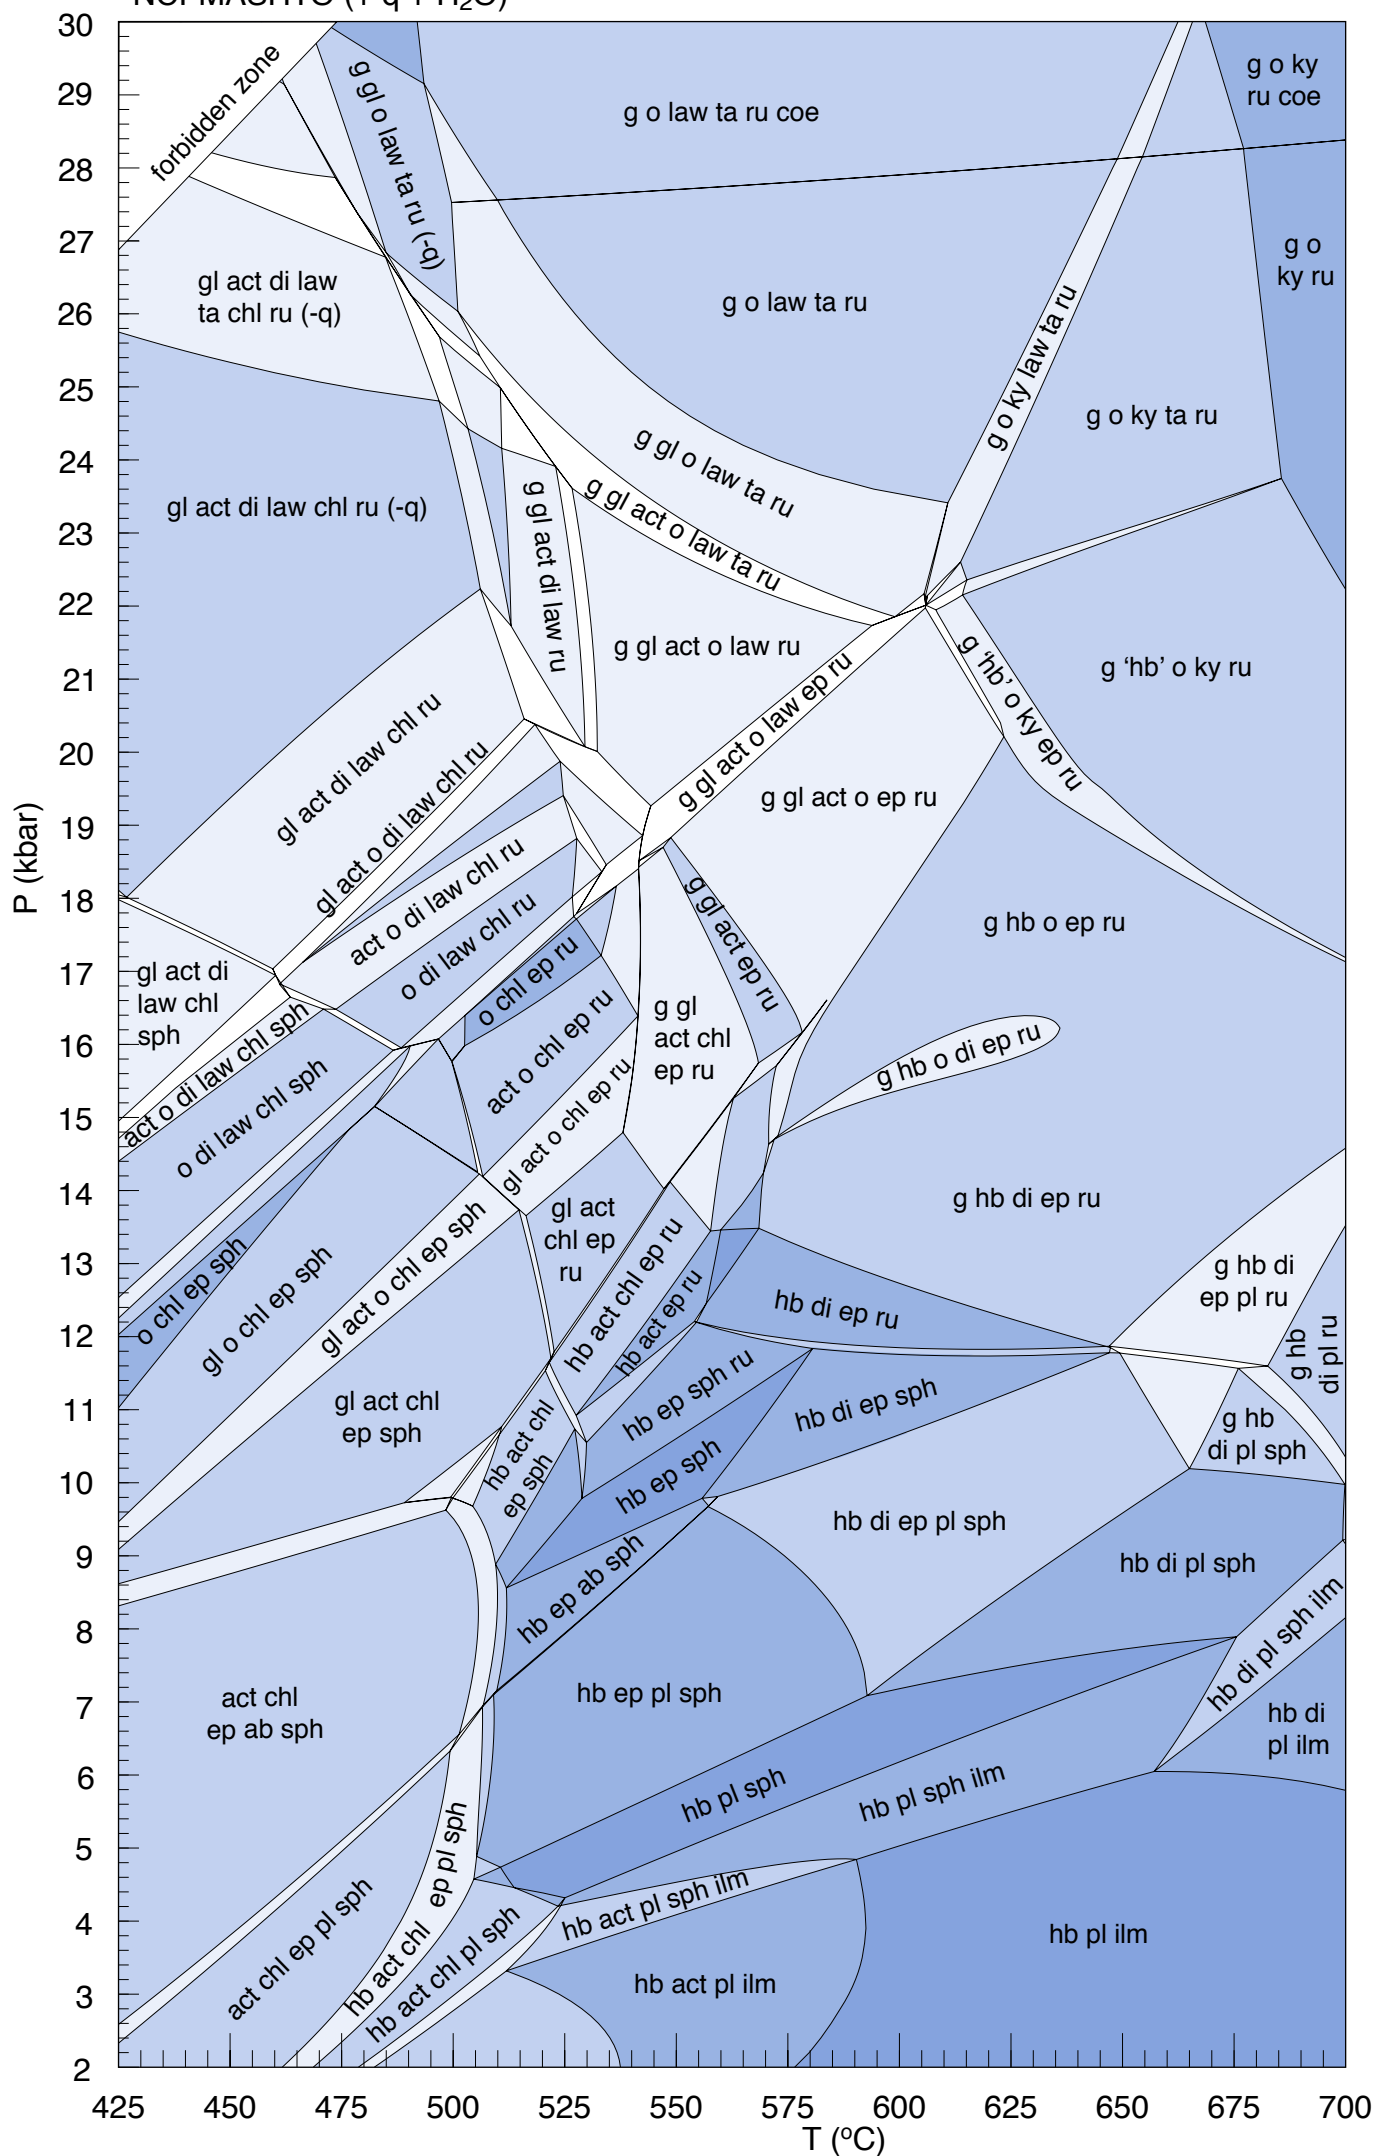 NCFMASHTO (+ q + H₂O)
30
29
28
27
26
25
24
23
22
21
20
19
18
17
16
15
14
13
12
11
10
9
8
7
6
5
4
3
2
P (kbar)
425
450
475
500
525
550
575
600
625
650
675
700
T (ºC)
forbidden zone
g gl o law ta ru (-q)
g o law ta ru coe
g o ky
ru coe
g o
ky ru
gl act di law
ta chl ru (-q)
g o law ta ru
g o ky law ta ru
g o ky ta ru
gl act di law chl ru (-q)
g gl o law ta ru
g gl act o law ta ru
g gl act di law ru
g gl act o law ru
g ‘hb’ o ky ru
g ‘hb’ o ky ep ru
gl act di law chl ru
gl act o di law chl ru
g gl act o law ep ru
g gl act o ep ru
act o di law chl ru
o di law chl ru
g gl act ep ru
g hb o ep ru
gl act di
law chl
sph
o chl ep ru
g gl
act chl
ep ru
act o chl ep ru
act o di law chl sph
o di law chl sph
g hb o di ep ru
gl act o chl ep ru
gl act
chl ep
ru
g hb di ep ru
o chl ep sph
gl o chl ep sph
gl act o chl ep sph
hb act chl ep ru
hb act ep ru
hb di ep ru
g hb di
ep pl ru
g hb
di pl ru
gl act chl
ep sph
hb act chl
ep sph
hb ep sph ru
hb di ep sph
g hb
di pl sph
hb ep sph
hb di ep pl sph
hb ep ab sph
hb di pl sph
hb di pl sph ilm
act chl
ep ab sph
hb ep pl sph
hb di
pl ilm
hb pl sph
hb pl sph ilm
act chl ep pl sph
hb act chl ep pl sph
hb act chl pl sph
hb act pl sph ilm
hb act pl ilm
hb pl ilm